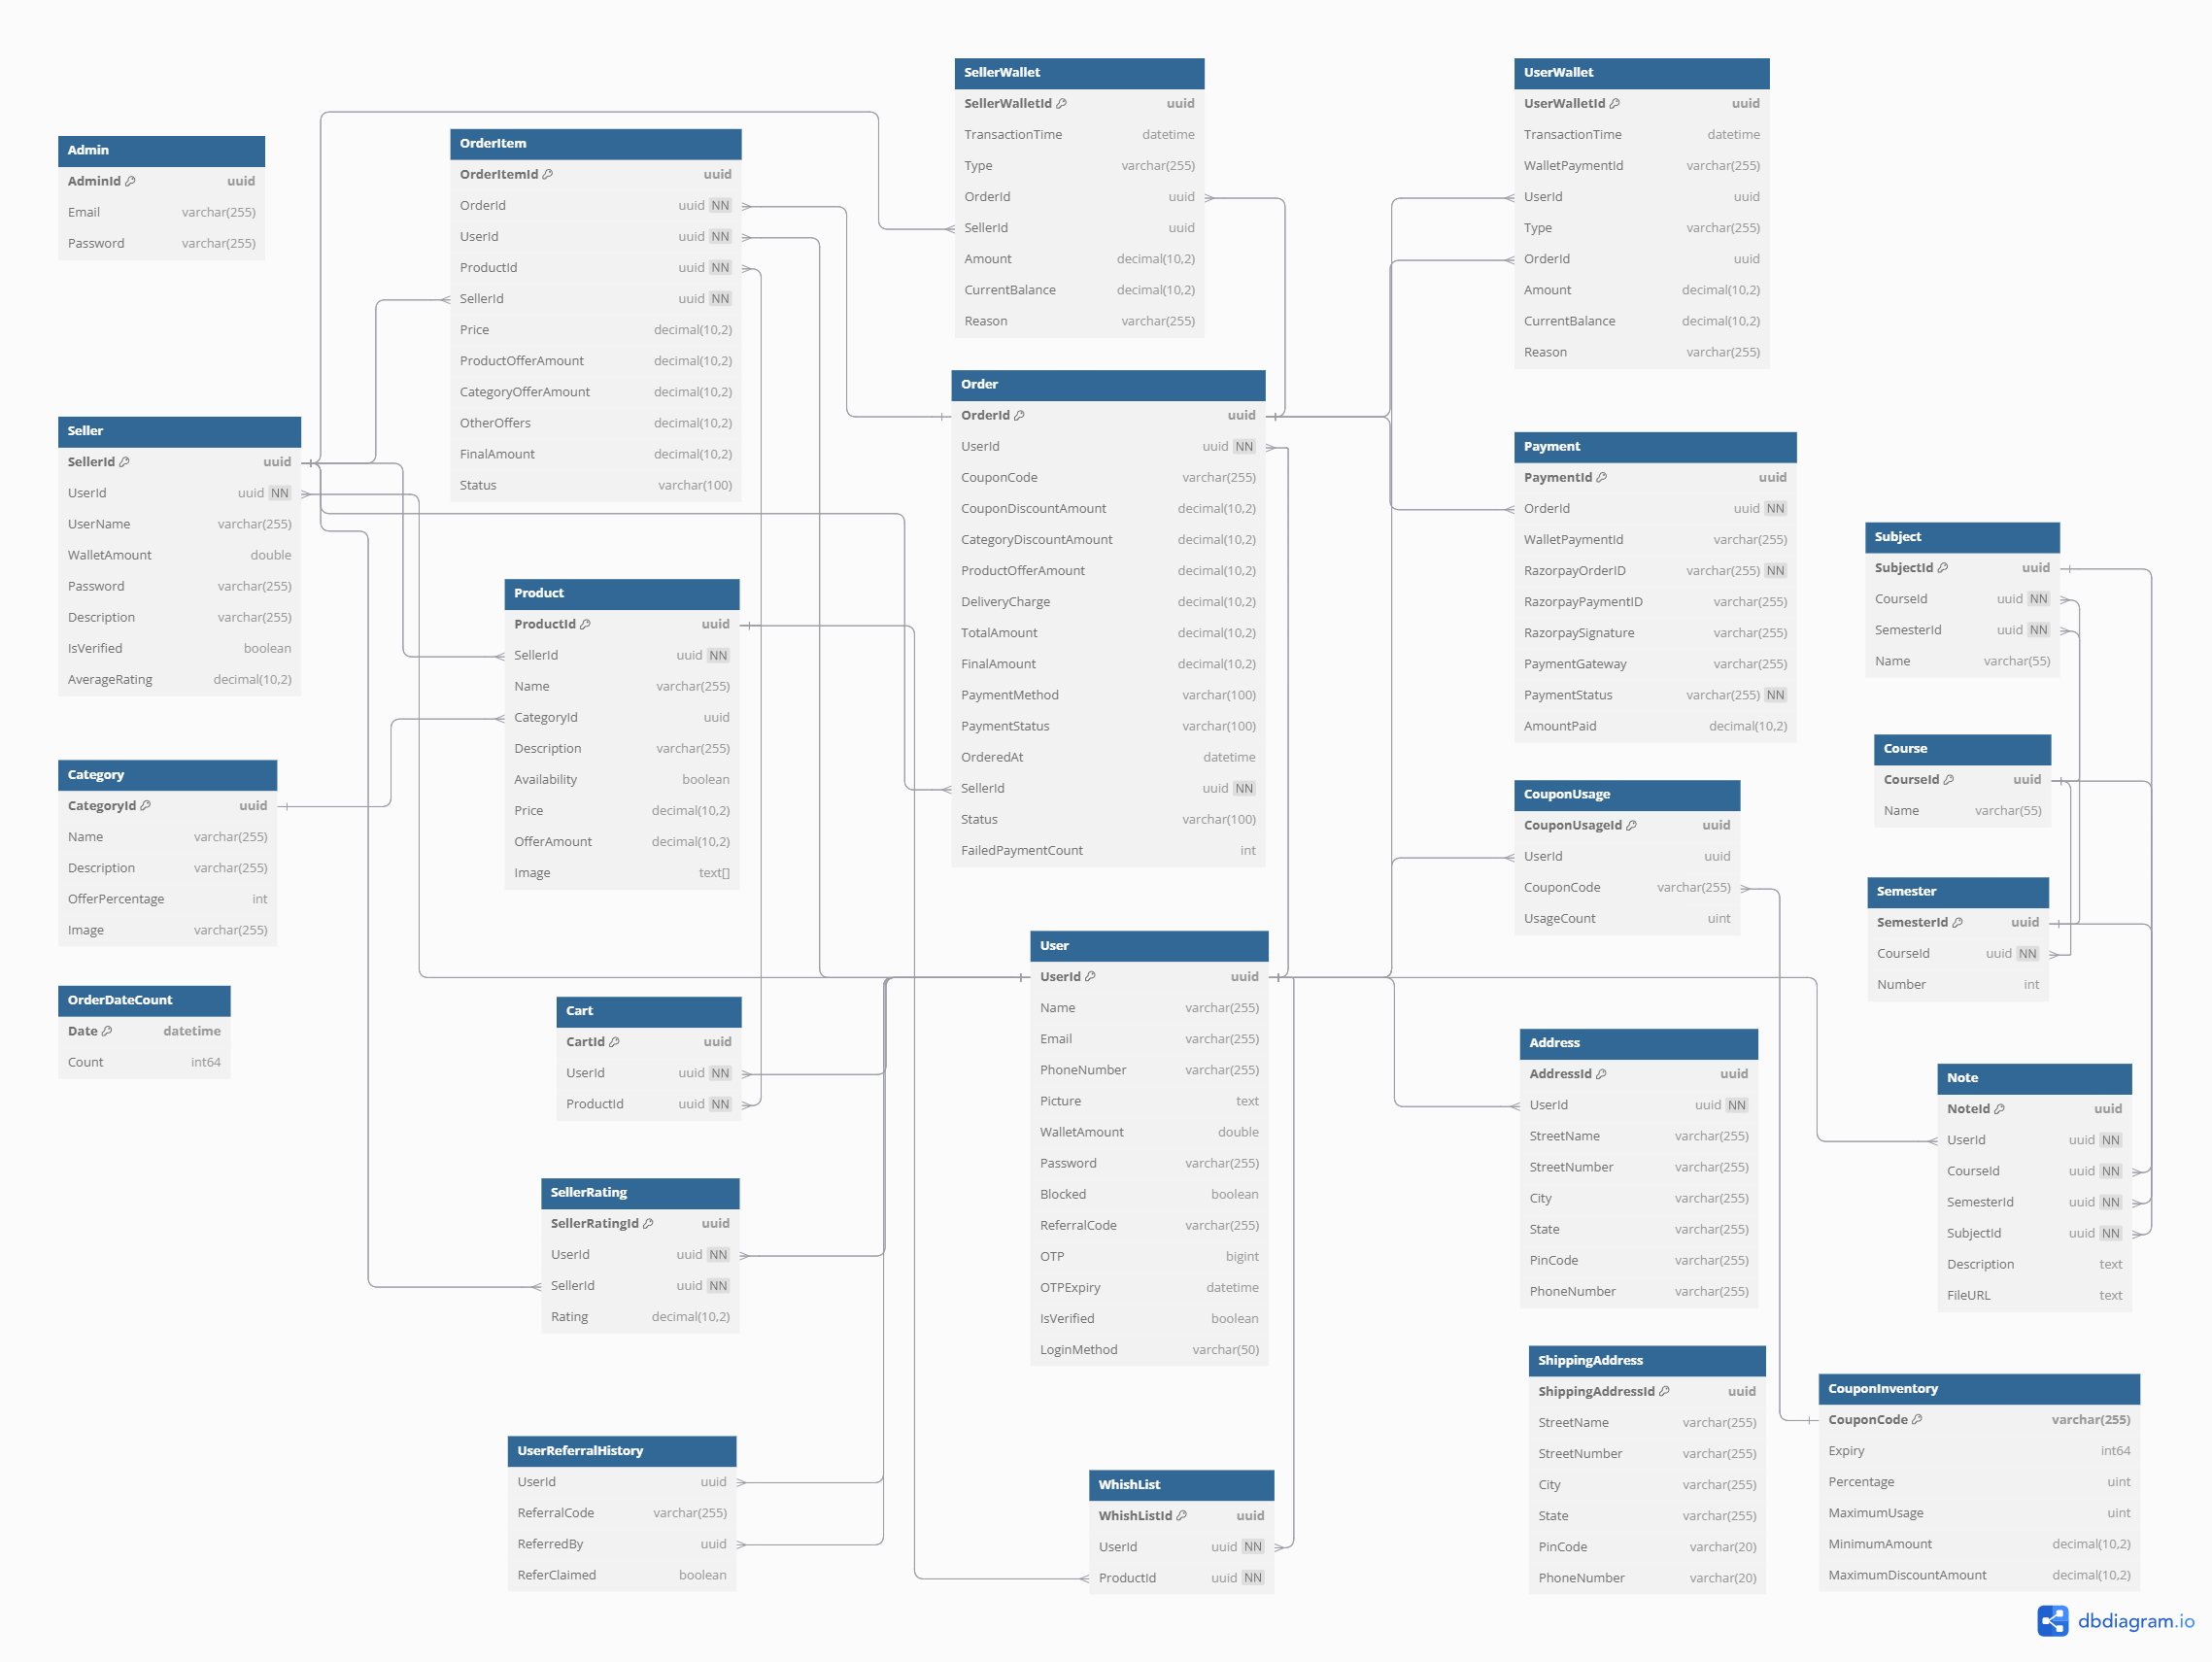 Admin
AdminId uuid
Email varchar(255)
Password varchar(255)
Seller
SellerId uuid
UserId uuid NN
UserName varchar(255)
WalletAmount double
Password varchar(255)
Description varchar(255)
IsVerified boolean
AverageRating decimal(10,2)
Category
CategoryId uuid
Name varchar(255)
Description varchar(255)
OfferPercentage int
Image varchar(255)
OrderDateCount
Date datetime
Count int64
OrderItem
OrderItemId uuid
OrderId uuid NN
UserId uuid NN
ProductId uuid NN
SellerId uuid NN
Price decimal(10,2)
ProductOfferAmount decimal(10,2)
CategoryOfferAmount decimal(10,2)
OtherOffers decimal(10,2)
FinalAmount decimal(10,2)
Status varchar(100)
Product
ProductId uuid
SellerId uuid NN
Name varchar(255)
CategoryId uuid
Description varchar(255)
Availability boolean
Price decimal(10,2)
OfferAmount decimal(10,2)
Image text[]
Cart
CartId uuid
UserId uuid NN
ProductId uuid NN
SellerRating
SellerRatingId uuid
UserId uuid NN
SellerId uuid NN
Rating decimal(10,2)
UserReferralHistory
UserId uuid
ReferralCode varchar(255)
ReferredBy uuid
ReferClaimed boolean
SellerWallet
SellerWalletId uuid
TransactionTime datetime
Type varchar(255)
OrderId uuid
SellerId uuid
Amount decimal(10,2)
CurrentBalance decimal(10,2)
Reason varchar(255)
Order
OrderId uuid
UserId uuid NN
CouponCode varchar(255)
CouponDiscountAmount decimal(10,2)
CategoryDiscountAmount decimal(10,2)
ProductOfferAmount decimal(10,2)
DeliveryCharge decimal(10,2)
TotalAmount decimal(10,2)
FinalAmount decimal(10,2)
PaymentMethod varchar(100)
PaymentStatus varchar(100)
OrderedAt datetime
SellerId uuid NN
Status varchar(100)
FailedPaymentCount int
User
UserId uuid
Name varchar(255)
Email varchar(255)
PhoneNumber varchar(255)
Picture text
WalletAmount double
Password varchar(255)
Blocked boolean
ReferralCode varchar(255)
OTP bigint
OTPExpiry datetime
IsVerified boolean
LoginMethod varchar(50)
WhishList
WhishListId uuid
UserId uuid NN
ProductId uuid NN
UserWallet
UserWalletId uuid
TransactionTime datetime
WalletPaymentId varchar(255)
UserId uuid
Type varchar(255)
OrderId uuid
Amount decimal(10,2)
CurrentBalance decimal(10,2)
Reason varchar(255)
Payment
PaymentId uuid
OrderId uuid NN
WalletPaymentId varchar(255)
RazorpayOrderID varchar(255) NN
RazorpayPaymentID varchar(255)
RazorpaySignature varchar(255)
PaymentGateway varchar(255)
PaymentStatus varchar(255) NN
AmountPaid decimal(10,2)
CouponUsage
CouponUsageId uuid
UserId uuid
CouponCode varchar(255)
UsageCount uint
Address
AddressId uuid
UserId uuid NN
StreetName varchar(255)
StreetNumber varchar(255)
City varchar(255)
State varchar(255)
PinCode varchar(255)
PhoneNumber varchar(255)
ShippingAddress
ShippingAddressId uuid
StreetName varchar(255)
StreetNumber varchar(255)
City varchar(255)
State varchar(255)
PinCode varchar(20)
PhoneNumber varchar(20)
Subject
SubjectId uuid
CourseId uuid NN
SemesterId uuid NN
Name varchar(55)
Course
CourseId uuid
Name varchar(55)
Semester
SemesterId uuid
CourseId uuid NN
Number int
Note
NoteId uuid
UserId uuid NN
CourseId uuid NN
SemesterId uuid NN
SubjectId uuid NN
Description text
FileURL text
CouponInventory
CouponCode varchar(255)
Expiry int64
Percentage uint
MaximumUsage uint
MinimumAmount decimal(10,2)
MaximumDiscountAmount decimal(10,2)
dbdiagram.io